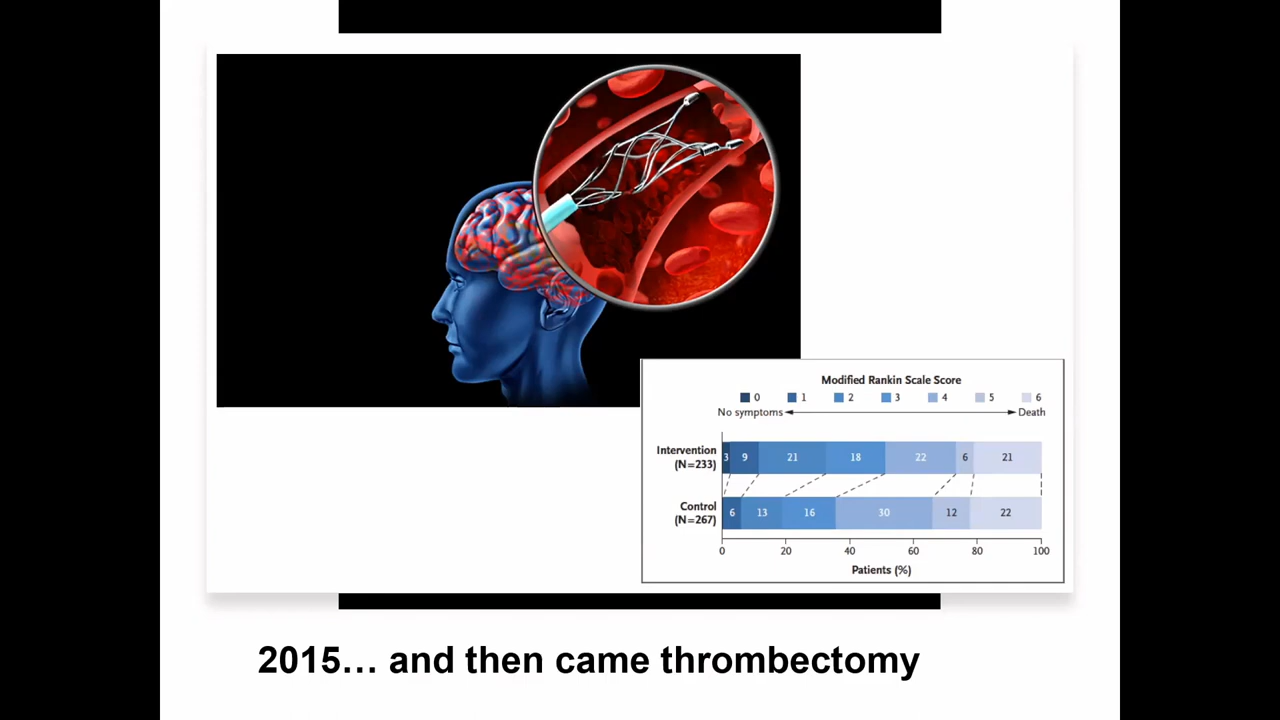 Modified Rankin Scale Score
0 1 2 3 4 5 6
No symptoms Death
Intervention
(N=233)
3 9 21 18 22 6 21
Control
(N=267)
6 13 16 30 12 22
0 20 40 60 80 100
Patients (%)
2015... and then came thrombectomy